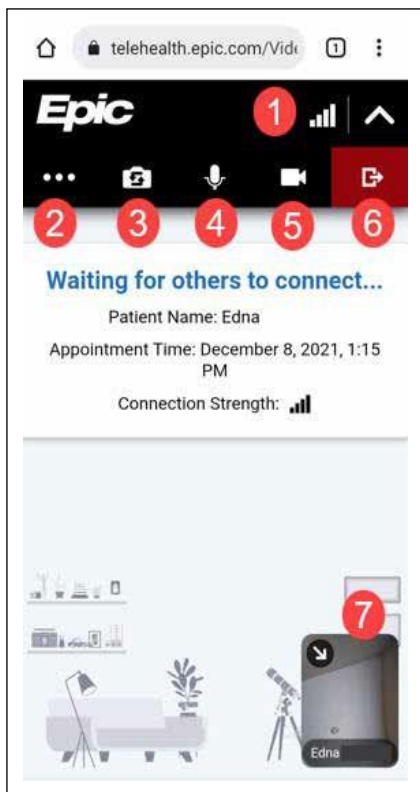 telehealth.epic.com/Vide
1
Epic
1
2
3
4
5
6
Waiting for others to connect...
Patient Name: Edna
Appointment Time: December 8, 2021, 1:15
PM
Connection Strength:
7
Edna